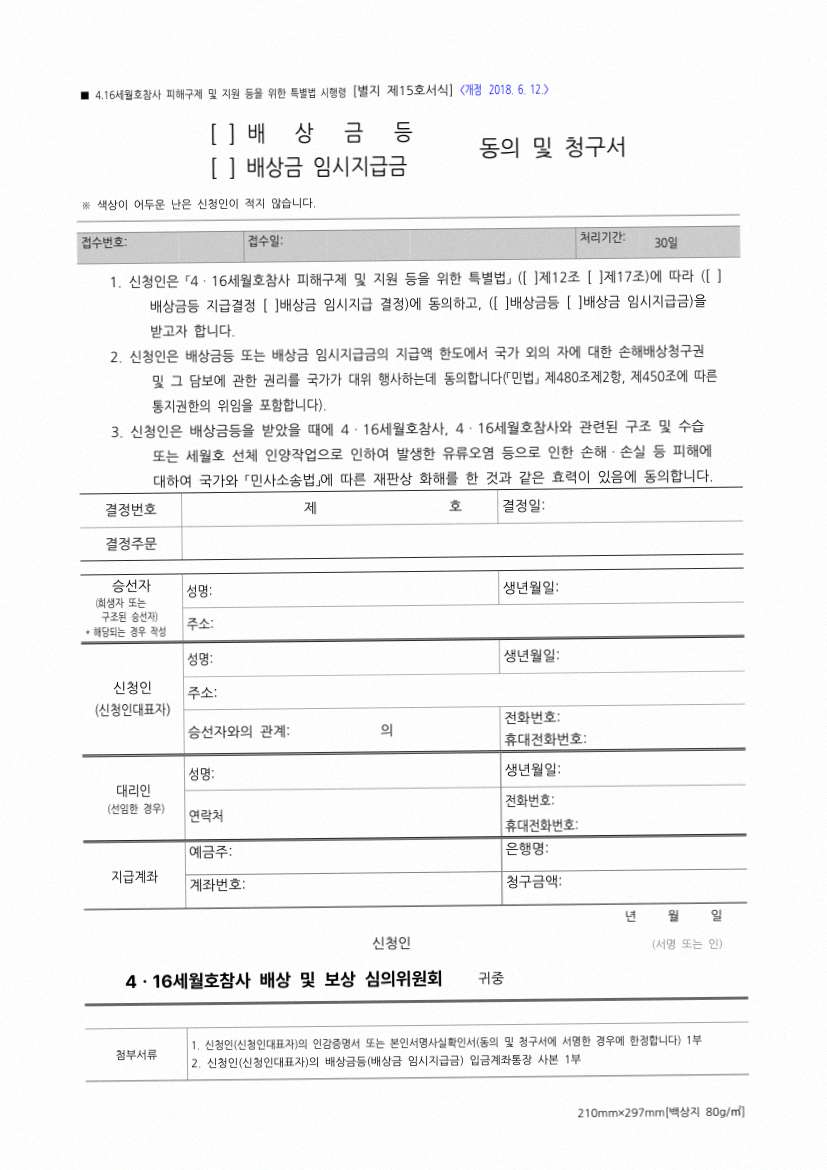 ■ 4.16세월호참사 피해구제 및 지원 등을 위한 특별법 시행령 [별지 제15호서식] <개정 2018. 6. 12.>
[ ] 배 상 금 등
동의 및 청구서
[ ] 배상금 임시지급금
※ 색상이 어두운 난은 신청인이 적지 않습니다.
접수번호: 접수일: 처리기간: 30일
1. 신청인은 「4ㆍ16세월호참사 피해구제 및 지원 등을 위한 특별법」 ([ ]제12조 [ ]제17조)에 따라 ([ ]
배상금등 지급결정 [ ]배상금 임시지급 결정)에 동의하고, ([ ]배상금등 [ ]배상금 임시지급금)을
받고자 합니다.
2. 신청인은 배상금등 또는 배상금 임시지급금의 지급액 한도에서 국가 외의 자에 대한 손해배상청구권
및 그 담보에 관한 권리를 국가가 대위 행사하는데 동의합니다(「민법」 제480조제2항, 제450조에 따른
통지권한의 위임을 포함합니다).
3. 신청인은 배상금등을 받았을 때에 4ㆍ16세월호참사, 4ㆍ16세월호참사와 관련된 구조 및 수습
또는 세월호 선체 인양작업으로 인하여 발생한 유류오염 등으로 인한 손해ㆍ손실 등 피해에
대하여 국가와 「민사소송법」에 따른 재판상 화해를 한 것과 같은 효력이 있음에 동의합니다.
결정번호 제 호 결정일:
결정주문
승선자
(희생자 또는
구조된 승선자)
* 해당되는 경우 작성
성명: 생년월일:
주소:
신청인
(신청인대표자)
성명: 생년월일:
주소:
승선자와의 관계: 의
전화번호:
휴대전화번호:
대리인
(선임한 경우)
성명: 생년월일:
연락처
전화번호:
휴대전화번호:
지급계좌
예금주: 은행명:
계좌번호: 청구금액:
년 월 일
신청인 (서명 또는 인)
4ㆍ16세월호참사 배상 및 보상 심의위원회 귀중
첨부서류
1. 신청인(신청인대표자)의 인감증명서 또는 본인서명사실확인서(동의 및 청구서에 서명한 경우에 한정합니다) 1부
2. 신청인(신청인대표자)의 배상금등(배상금 임시지급금) 입금계좌통장 사본 1부
210mm×297mm[백상지 80g/㎡]